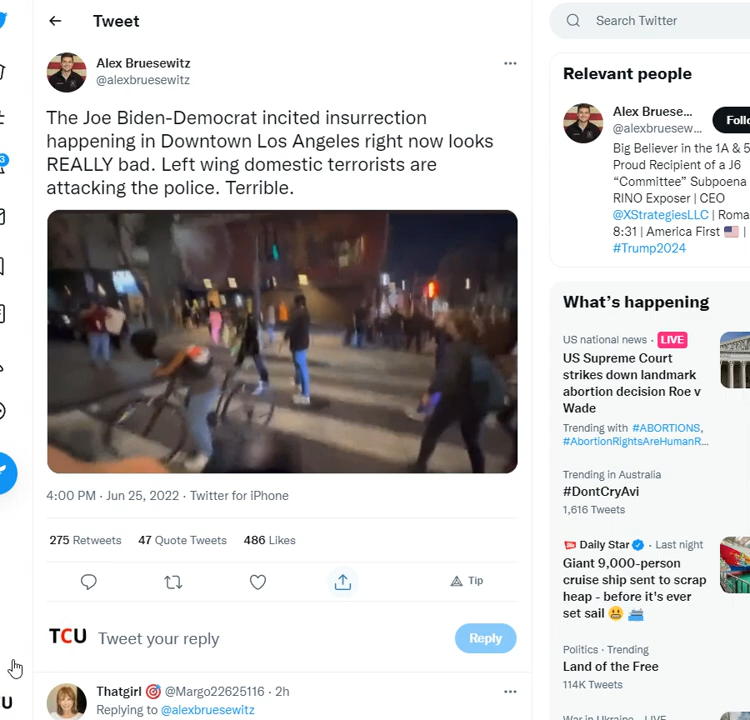 Tweet
Search Twitter
Alex Bruesewitz
@alexbruesewitz
The Joe Biden-Democrat incited insurrection
happening in Downtown Los Angeles right now looks
REALLY bad. Left wing domestic terrorists are
attacking the police. Terrible.
4:00 PM · Jun 25, 2022 · Twitter for iPhone
275 Retweets 47 Quote Tweets 486 Likes
Tip
TCU Tweet your reply
Reply
Thatgirl 🎯 @Margo22625116 · 2h
Replying to @alexbruesewitz
3
U
Relevant people
Alex Bruese...
@alexbruesew...
Follo
Big Believer in the 1A & 5
Proud Recipient of a J6
“Committee” Subpoena
RINO Exposer | CEO
@XStrategiesLLC | Roma
8:31 | America First 🇺🇸 |
#Trump2024
What’s happening
US national news · LIVE
US Supreme Court
strikes down landmark
abortion decision Roe v
Wade
Trending with #ABORTIONS,
#AbortionRightsAreHumanR...
Trending in Australia
#DontCryAvi
1,616 Tweets
Daily Star · Last night
Giant 9,000-person
cruise ship sent to scrap
heap - before it's ever
set sail 😬 🚢
Politics · Trending
Land of the Free
114K Tweets
War in Ukraine · LIVE